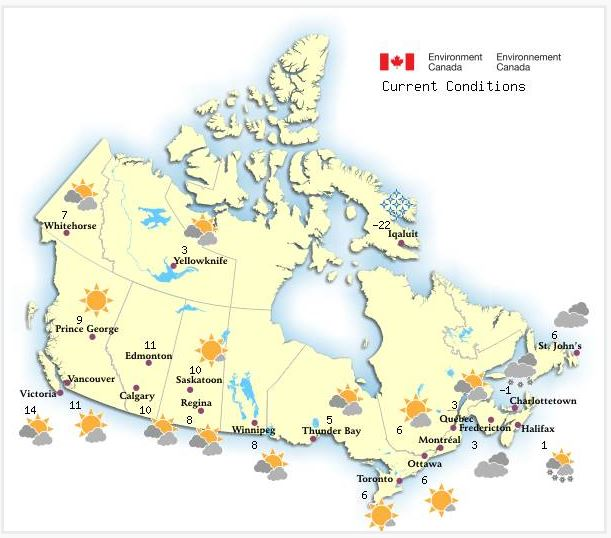 Environment Environnement
Canada Canada
Current Conditions
7
Whitehorse
3
Yellowknife
-22
Iqaluit
9
Prince George
11
Edmonton
10
Saskatoon
6
St. John's
Vancouver
Victoria
Calgary
Regina
14
11
10
8
Winnipeg
8
5
Thunder Bay
6
3
Québec
-1
Charlottetown
Fredericton
Halifax
Montréal
3
1
Ottawa
6
Toronto
6